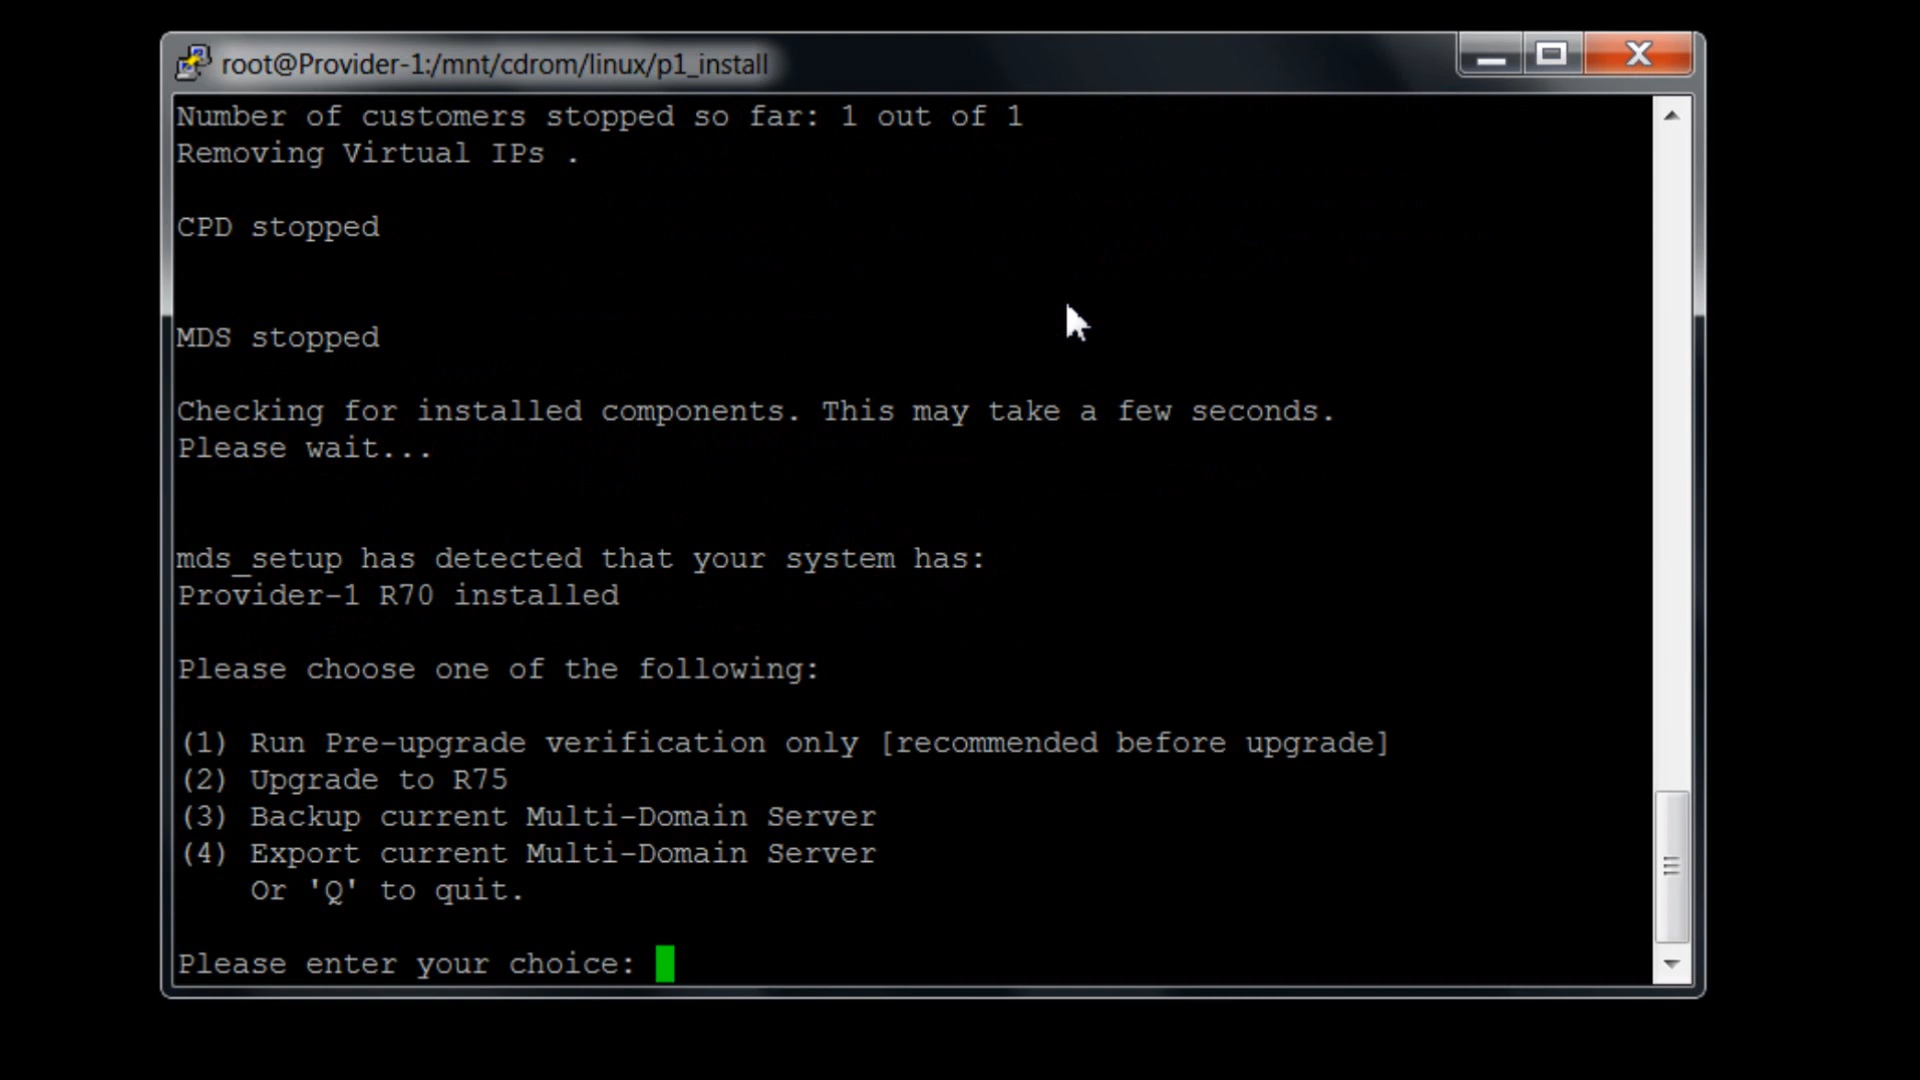 root@Provider-1:/mnt/cdrom/linux/p1_install
Number of customers stopped so far: 1 out of 1
Removing Virtual IPs .
CPD stopped
MDS stopped
Checking for installed components. This may take a few seconds.
Please wait...
mds_setup has detected that your system has:
Provider-1 R70 installed
Please choose one of the following:
(1) Run Pre-upgrade verification only [recommended before upgrade]
(2) Upgrade to R75
(3) Backup current Multi-Domain Server
(4) Export current Multi-Domain Server
Or 'Q' to quit.
Please enter your choice: